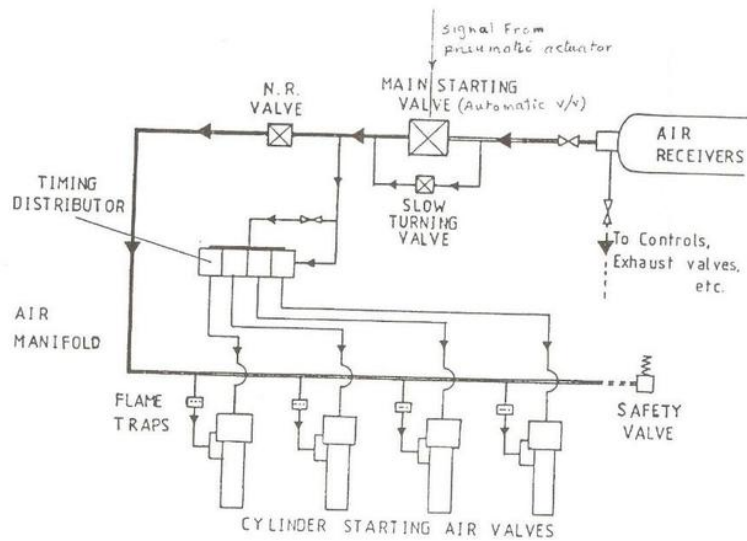 signal From
pneumatic actuator
N.R.
VALVE
MAIN STARTING
VALVE (Automatic v/v)
AIR
RECEIVERS
TIMING
DISTRIBUTOR
SLOW
TURNING
VALVE
To Controls,
Exhaust valves,
etc.
AIR
MANIFOLD
FLAME
TRAPS
SAFETY
VALVE
CYLINDER STARTING AIR VALVES